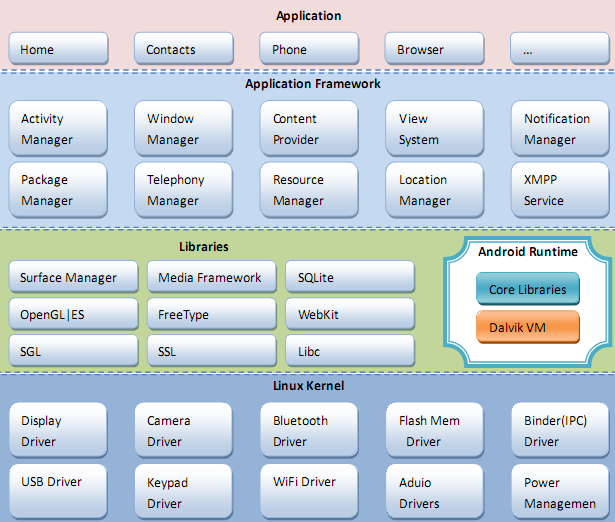 Application
Home
Contacts
Phone
Browser
...
Application Framework
Activity
Manager
Window
Manager
Content
Provider
View
System
Notification
Manager
Package
Manager
Telephony
Manager
Resource
Manager
Location
Manager
XMPP
Service
Libraries
Surface Manager
Media Framework
SQLite
OpenGL|ES
FreeType
WebKit
SGL
SSL
Libc
Android Runtime
Core Libraries
Dalvik VM
Linux Kernel
Display
Driver
Camera
Driver
Bluetooth
Driver
Flash Mem
Driver
Binder(IPC)
Driver
USB Driver
Keypad
Driver
WiFi Driver
Aduio
Drivers
Power
Managemen